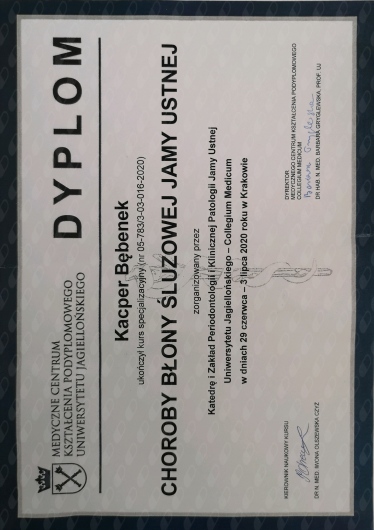 MEDYCZNE CENTRUM
KSZTAŁCENIA PODYPLOMOWEGO
UNIWERSYTETU JAGIELLOŃSKIEGO
DYPLOM
Kacper Bębenek
ukończył kurs specjalizacyjny (nr 05-783/3-03-016-2020)
CHOROBY BŁONY ŚLUZOWEJ JAMY USTNEJ
zorganizowany przez
Katedrę i Zakład Periodontologii i Klinicznej Patologii Jamy Ustnej
Uniwersytetu Jagiellońskiego – Collegium Medicum
w dniach 29 czerwca – 3 lipca 2020 roku w Krakowie
KIEROWNIK NAUKOWY KURSU
DR N. MED. IWONA OLSZEWSKA-CZYŻ
DYREKTOR
MEDYCZNEGO CENTRUM KSZTAŁCENIA PODYPLOMOWEGO
COLLEGIUM MEDICUM
DR HAB. N. MED. BARBARA GRYGLEWSKA, PROF. UJ